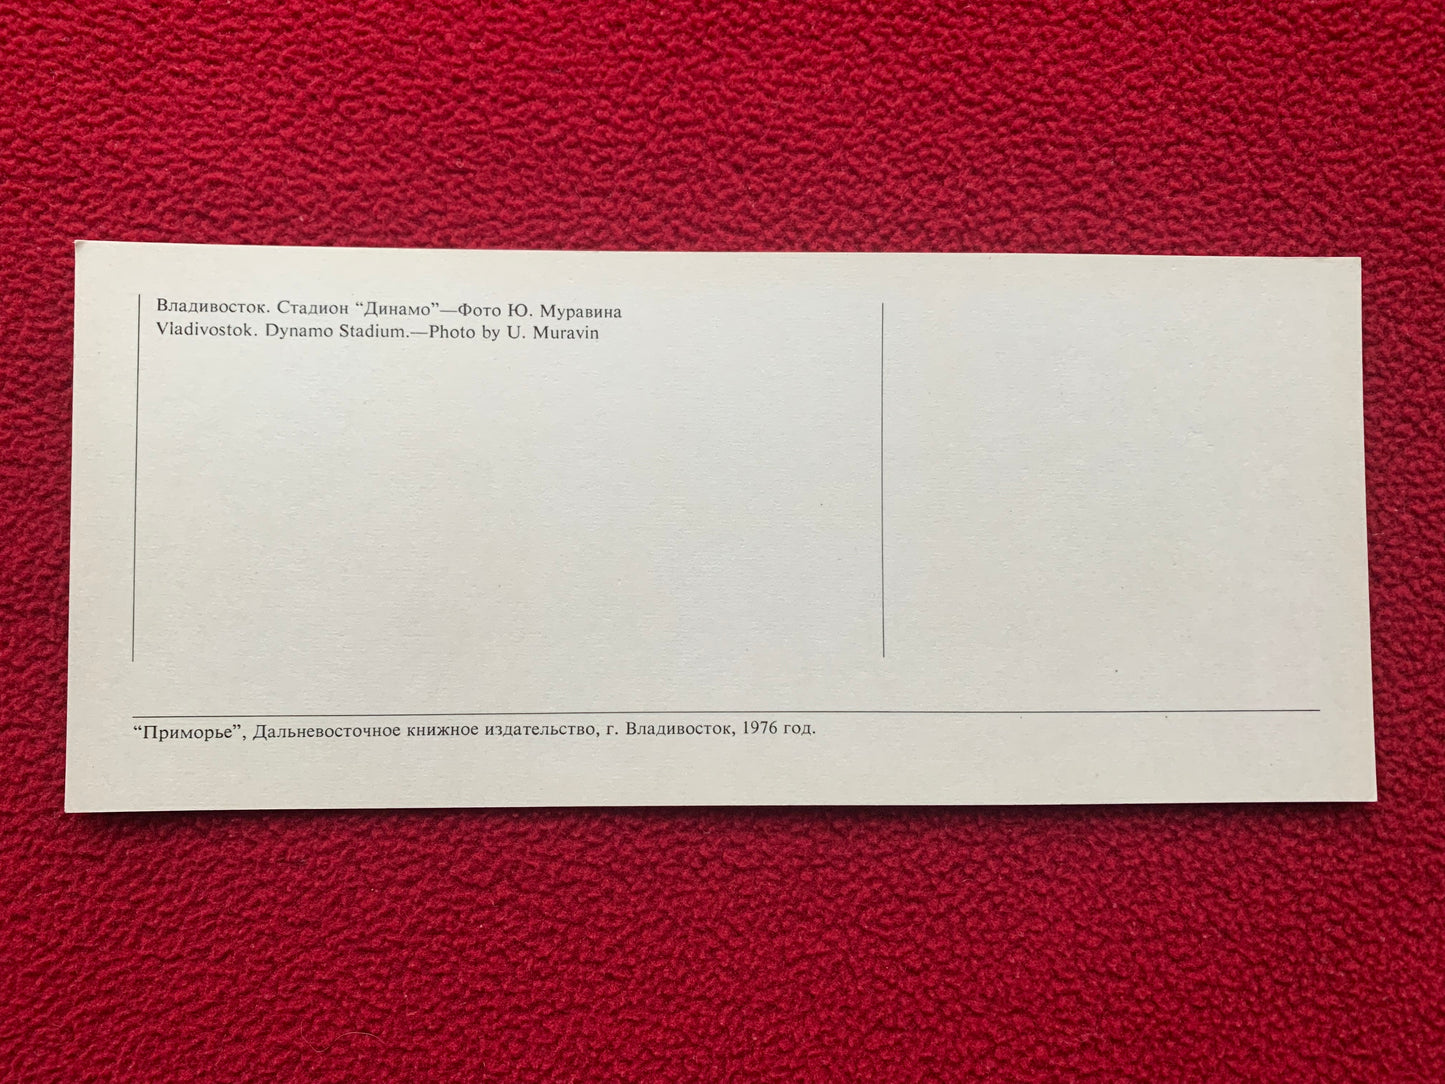 Владивосток. Стадион “Динамо”—Фото Ю. Муравина
Vladivostok. Dynamo Stadium.—Photo by U. Muravin
“Приморье”, Дальневосточное книжное издательство, г. Владивосток, 1976 год.